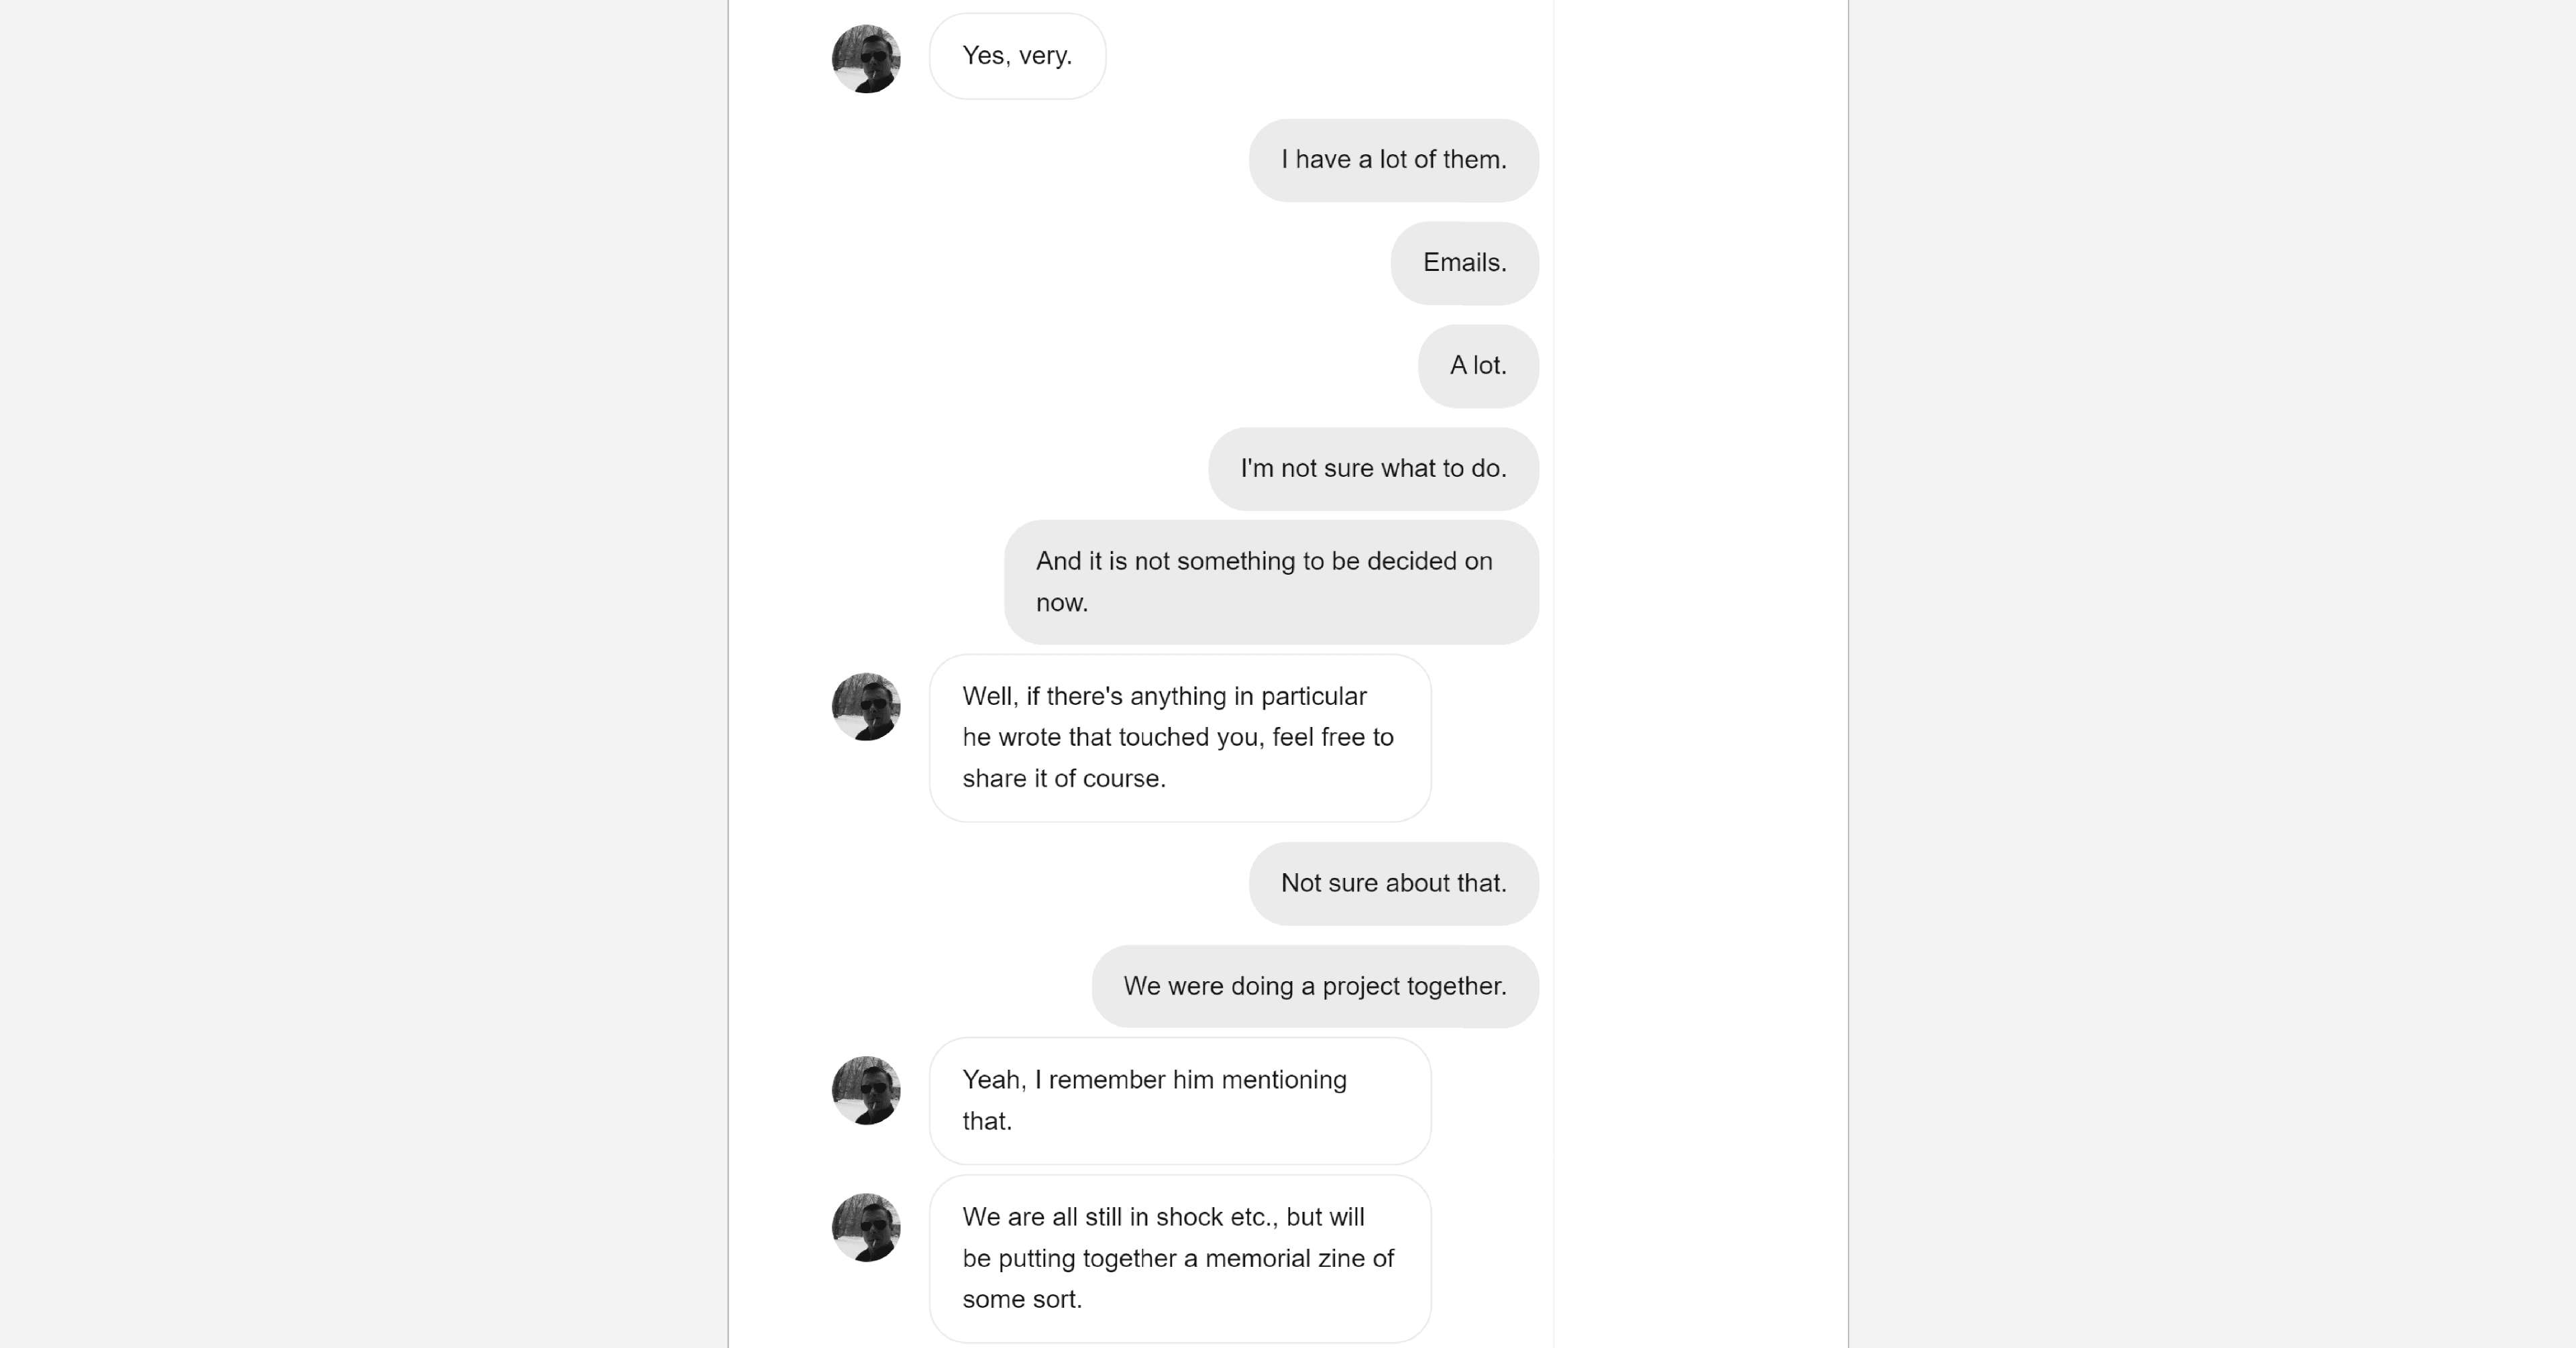 Yes, very.
I have a lot of them.
Emails.
A lot.
I'm not sure what to do.
And it is not something to be decided on
now.
Well, if there's anything in particular
he wrote that touched you, feel free to
share it of course.
Not sure about that.
We were doing a project together.
Yeah, I remember him mentioning
that.
We are all still in shock etc., but will
be putting together a memorial zine of
some sort.